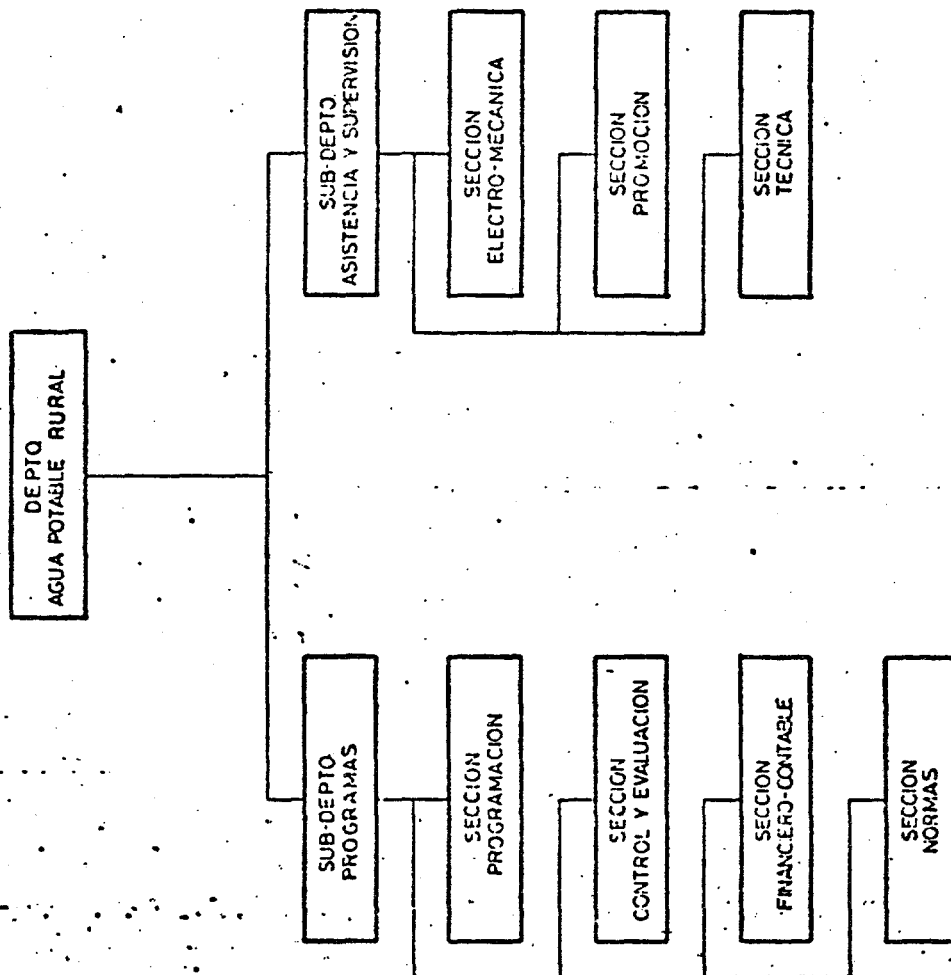 DEPTO
AGUA POTABLE RURAL
SUB-DEPTO.
PROGRAMAS
SECCION
PROGRAMACION
SECCION
CONTROL Y EVALUACION
SECCION
FINANCIERO-CONTABLE
SECCION
NORMAS
SUB-DEPTO.
ASISTENCIA Y SUPERVISION
SECCION
ELECTRO-MECANICA
SECCION
PROMOCION
SECCION
TECNICA